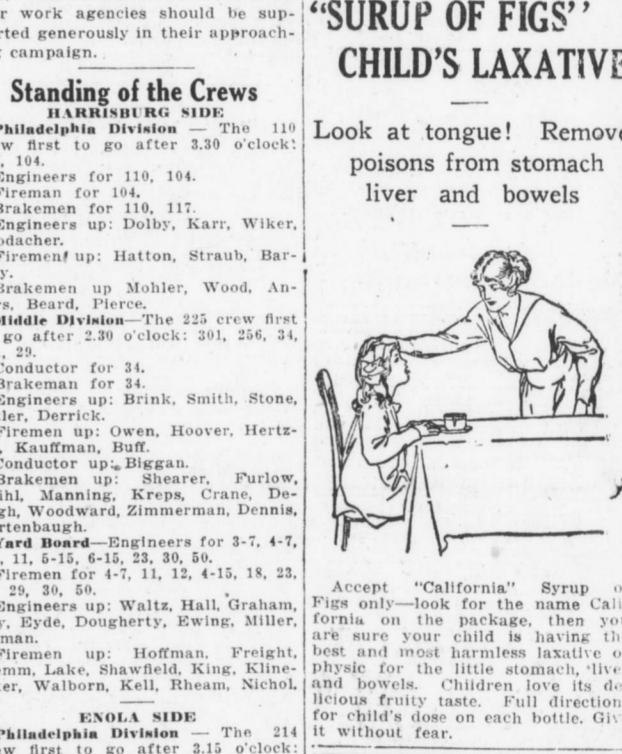 r work agencies should be sup-
rted generously in their approach-
campaign.
Standing of the Crews
HARRISBURG SIDE
Philadelphia Division — The 110
w first to go after 3.30 o'clock:
, 104.
Engineers for 110, 104.
Fireman for 104.
Brakemen for 110, 117.
Engineers up: Dolby, Karr, Wiker,
odacher.
Firemen up: Hatton, Straub, Bar-
y.
Brakemen up Mohler, Wood, An-
s, Beard, Pierce.
Middle Division—The 225 crew first
go after 2.30 o'clock: 301, 256, 34,
, 29.
Conductor for 34.
Brakeman for 34.
Engineers up: Brink, Smith, Stone,
ler, Derrick.
Firemen up: Owen, Hoover, Hertz-
, Kauffman, Buff.
Conductor up: Biggan.
Brakemen up: Shearer, Furlow,
ihl, Manning, Kreps, Crane, De-
gh, Woodward, Zimmerman, Dennis,
rtenbaugh.
Yard Board—Engineers for 3-7, 4-7,
, 11, 5-15, 6-15, 23, 30, 50.
Firemen for 4-7, 11, 12, 4-15, 18, 23,
29, 30, 50.
Engineers up: Waltz, Hall, Graham,
y, Eyde, Dougherty, Ewing, Miller,
man.
Firemen up: Hoffman, Freight,
mm, Lake, Shawfield, King, Kline-
er, Walborn, Kell, Rheam, Nichol.
ENOLA SIDE
Philadelphia Division — The 214
w first to go after 3.15 o'clock:
"SURUP OF FIGS"
CHILD'S LAXATIVE
Look at tongue! Remove
poisons from stomach
liver and bowels
Accept "California" Syrup o
Figs only—look for the name Cali
fornia on the package, then you
are sure your child is having th
best and most harmless laxative o
physic for the little stomach, live
and bowels. Children love its de
licious fruity taste. Full direction
for child's dose on each bottle. Giv
it without fear.